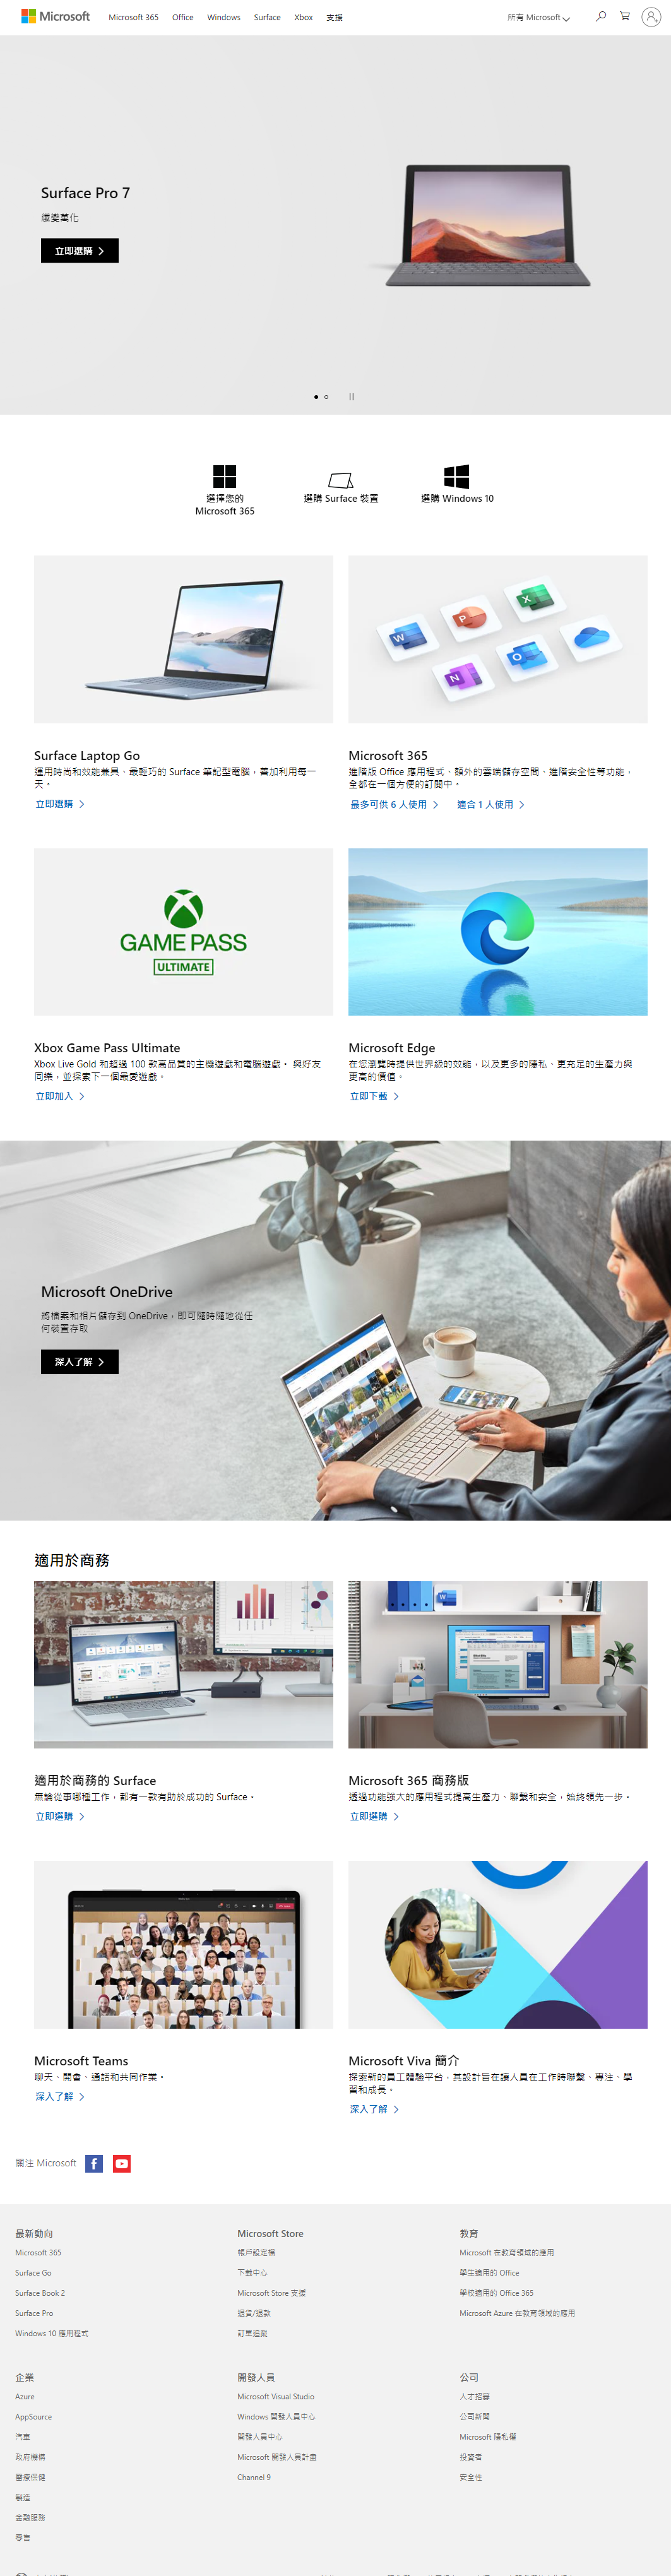 Microsoft
Microsoft 365 Office Windows Surface Xbox 支援 所有 Microsoft
Surface Pro 7
纖變萬化
立即選購
選擇您的
Microsoft 365
選購 Surface 裝置
選購 Windows 10
Surface Laptop Go
運用時尚和效能兼具、最輕巧的 Surface 筆記型電腦，善加利用每一
天。
立即選購
Microsoft 365
進階版 Office 應用程式、額外的雲端儲存空間、進階安全性等功能，
全都在一個方便的訂閱中。
最多可供 6 人使用 適合 1 人使用
GAME PASS
ULTIMATE
Xbox Game Pass Ultimate
Xbox Live Gold 和超過 100 款高品質的主機遊戲和電腦遊戲。 與好友
同樂，並探索下一個最愛遊戲。
立即加入
Microsoft Edge
在您瀏覽時提供世界級的效能，以及更多的隱私、更充足的生產力與
更高的價值。
立即下載
Microsoft OneDrive
將檔案和相片儲存到 OneDrive，即可隨時隨地從任
何裝置存取
深入了解
適用於商務
適用於商務的 Surface
無論從事哪種工作，都有一款有助於成功的 Surface。
立即選購
Microsoft 365 商務版
透過功能強大的應用程式提高生產力、聯繫和安全，始終領先一步。
立即選購
Microsoft Teams
聊天、開會、通話和共同作業。
深入了解
Microsoft Viva 簡介
探索新的員工體驗平台，其設計旨在讓人員在工作時聯繫、專注、學
習和成長。
深入了解
關注 Microsoft
最新動向
Microsoft 365
Surface Go
Surface Book 2
Surface Pro
Windows 10 應用程式
Microsoft Store
帳戶設定檔
下載中心
Microsoft Store 支援
退貨/退款
訂單追蹤
教育
Microsoft 在教育領域的應用
學生適用的 Office
學校適用的 Office 365
Microsoft Azure 在教育領域的應用
企業
Azure
AppSource
汽車
政府機構
醫療保健
製造
金融服務
零售
開發人員
Microsoft Visual Studio
Windows 開發人員中心
開發人員中心
Microsoft 開發人員計畫
Channel 9
公司
人才招募
公司新聞
Microsoft 隱私權
投資者
安全性